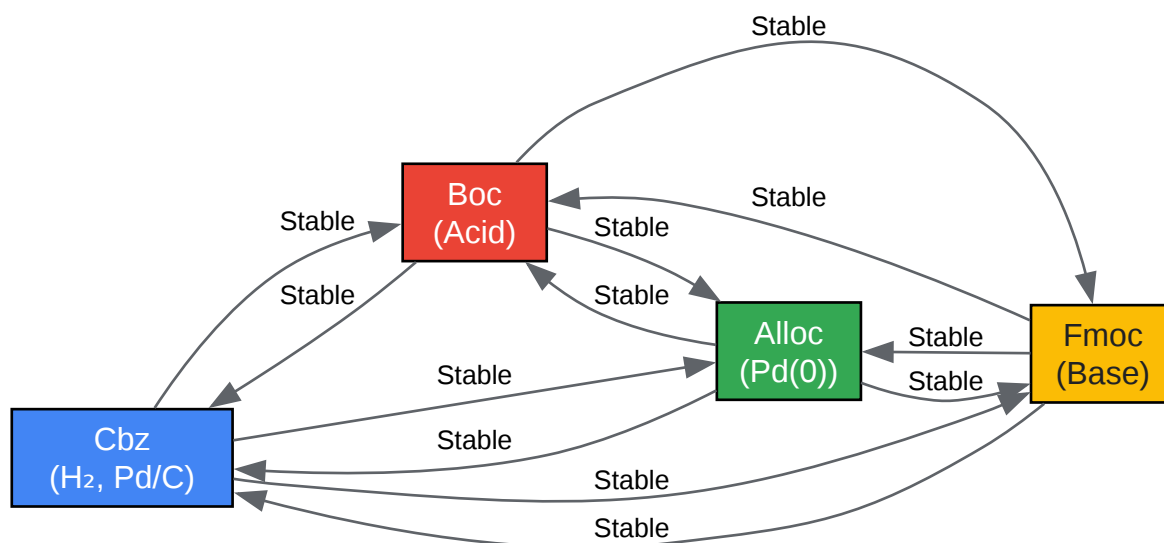 Stable
Boc
(Acid)
Stable
Stable
Stable
Stable
Stable
Alloc
(Pd(0))
Stable
Fmoc
(Base)
Stable
Stable
Cbz
(H₂, Pd/C)
Stable
Stable
Stable